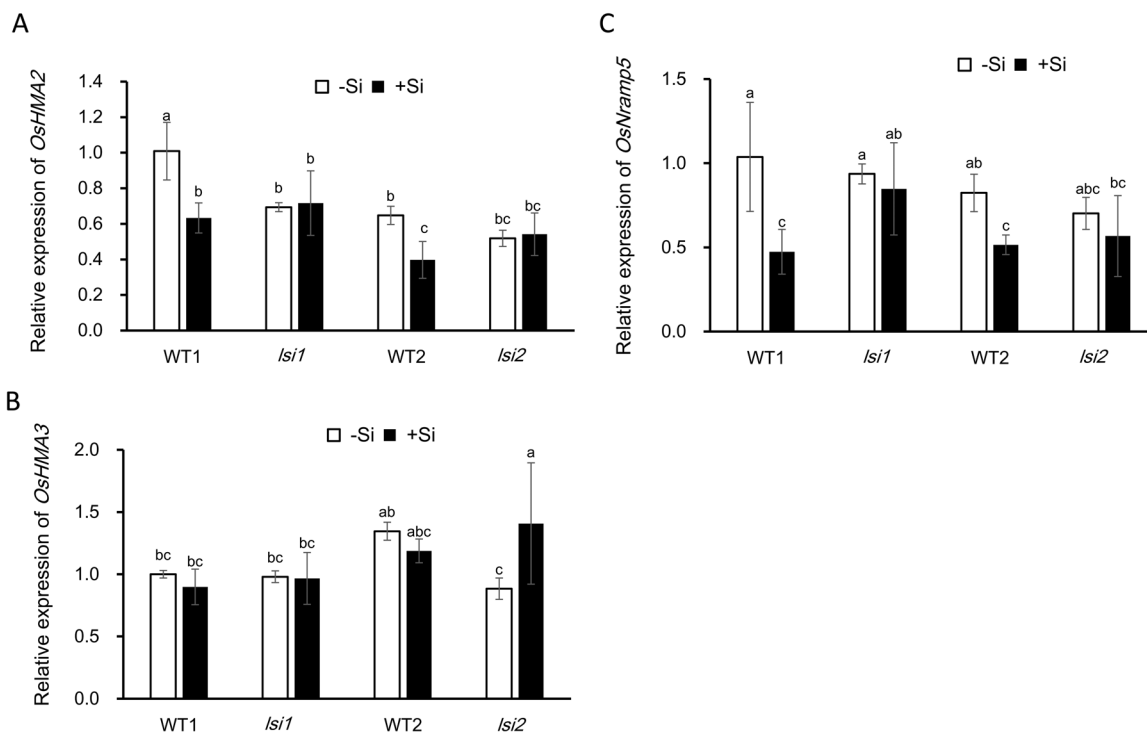 A
Relative expression of OsHMA2
-Si +Si
1.4
1.2
1.0
0.8
0.6
0.4
0.2
0.0
a
b
b
b
b
c
bc
bc
WT1 lsi1 WT2 lsi2
B
Relative expression of OsHMA3
-Si +Si
2.0
1.5
1.0
0.5
0.0
bc
bc
bc
bc
ab
abc
c
a
WT1 lsi1 WT2 lsi2
C
Relative expression of OsNramp5
-Si +Si
1.5
1.0
0.5
0.0
a
c
a
ab
ab
c
abc
bc
WT1 lsi1 WT2 lsi2